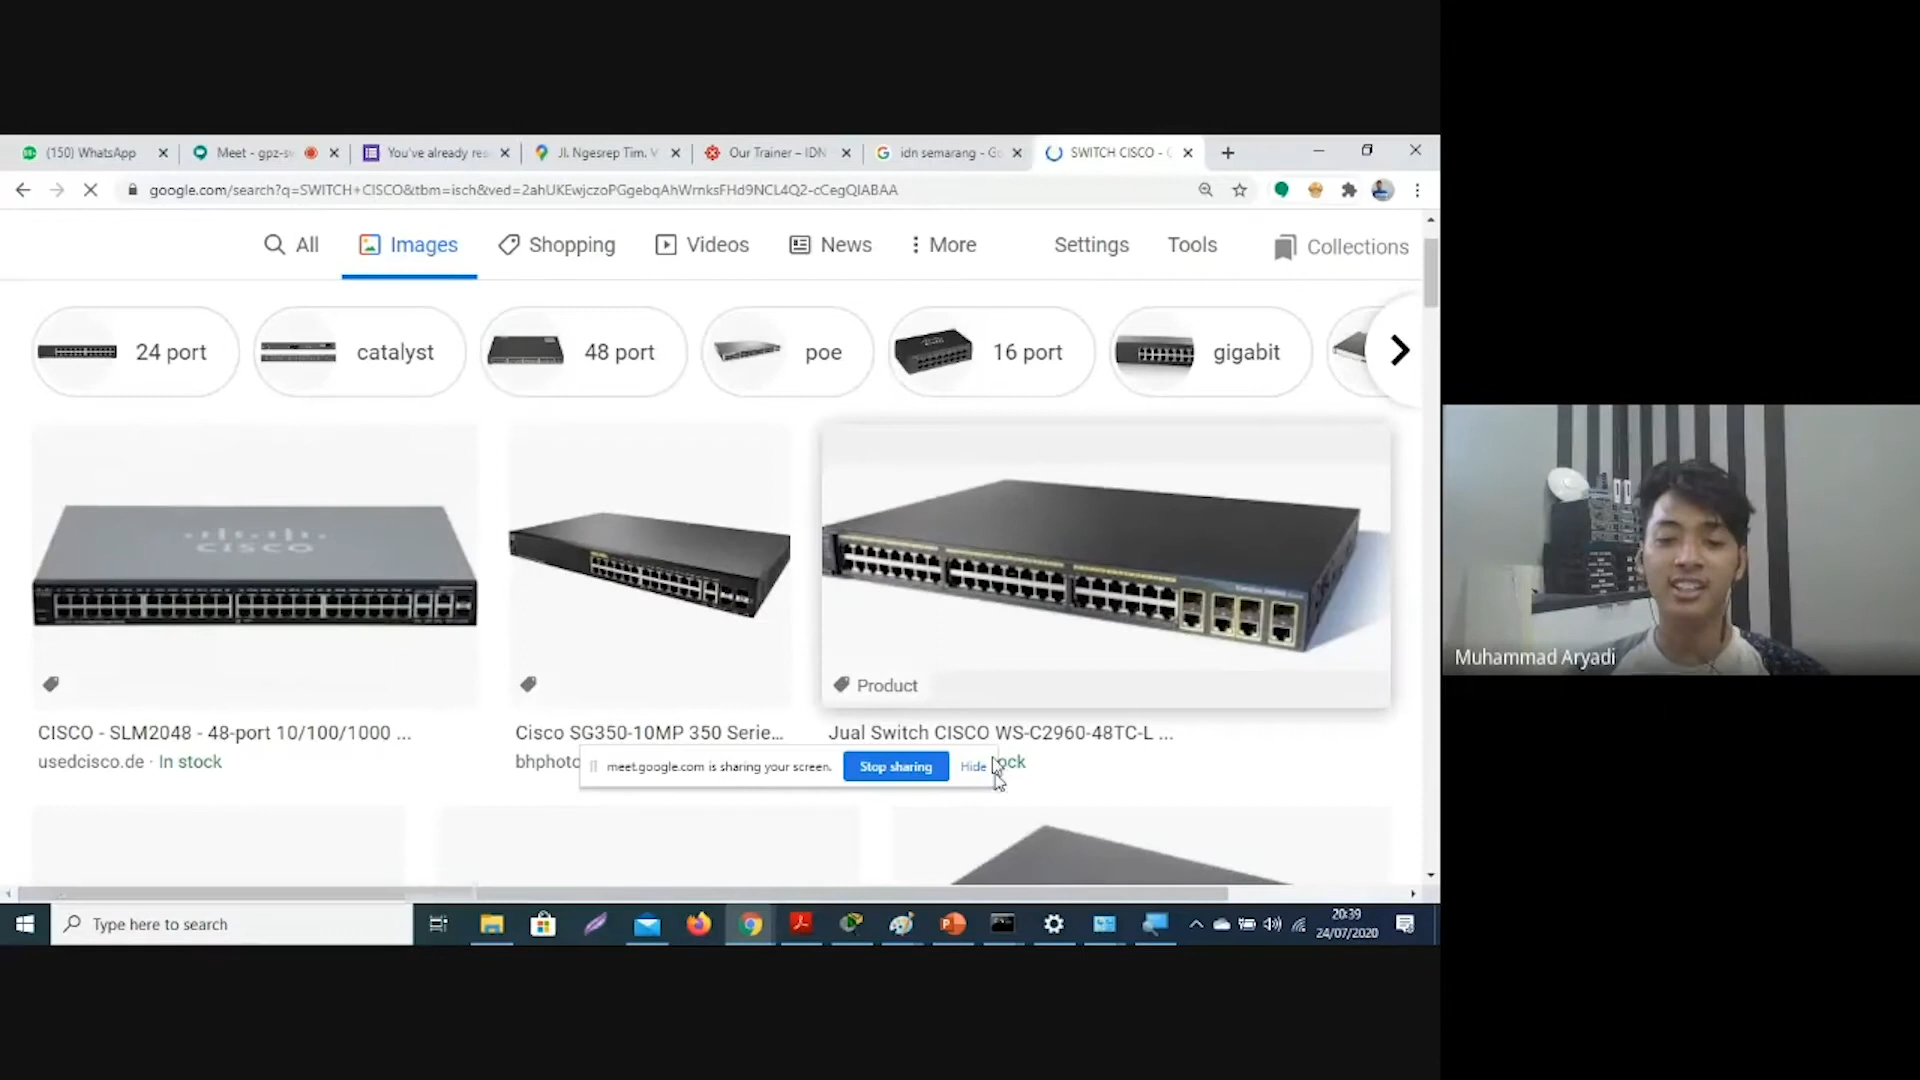 (150) WhatsApp
Meet - gpz-s
You've already re
Jl. Ngesrep Tim. V
Our Trainer – IDN
idn semarang - G
SWITCH CISCO -
google.com/search?q=SWITCH+CISCO&tbm=isch&ved=2ahUKEwjczoPGgebqAhWrnksFHd9NCL4Q2-cCegQIABAA
All
Images
Shopping
Videos
News
More
Settings
Tools
Collections
24 port
catalyst
48 port
poe
16 port
gigabit
CISCO
Product
CISCO - SLM2048 - 48-port 10/100/1000 ...
Cisco SG350-10MP 350 Serie...
Jual Switch CISCO WS-C2960-48TC-L ...
usedcisco.de · In stock
bhphoto
ock
meet.google.com is sharing your screen.
Stop sharing
Hide
Muhammad Aryadi
Type here to search
20:39
24/07/2020